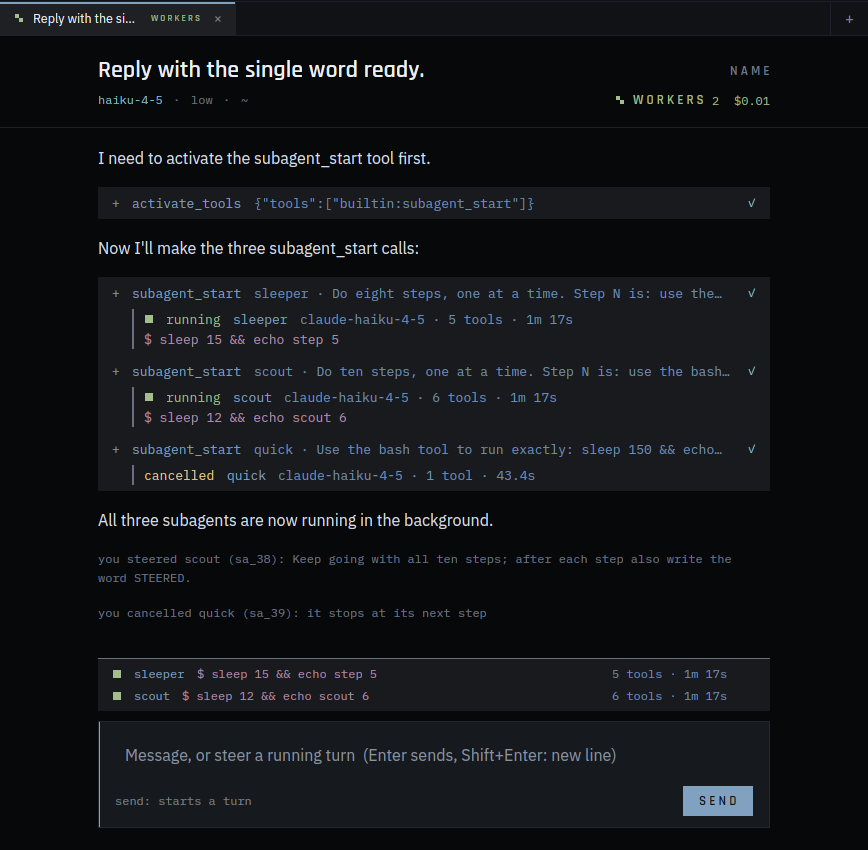 Reply with the si... WORKERS × +
Reply with the single word ready.
NAME
haiku-4-5 · low · ~
WORKERS 2 $0.01
I need to activate the subagent_start tool first.
+ activate_tools {"tools":["builtin:subagent_start"]} ✓
Now I'll make the three subagent_start calls:
+ subagent_start sleeper · Do eight steps, one at a time. Step N is: use the… ✓
running sleeper claude-haiku-4-5 · 5 tools · 1m 17s
$ sleep 15 && echo step 5
+ subagent_start scout · Do ten steps, one at a time. Step N is: use the bash… ✓
running scout claude-haiku-4-5 · 6 tools · 1m 17s
$ sleep 12 && echo scout 6
+ subagent_start quick · Use the bash tool to run exactly: sleep 150 && echo… ✓
cancelled quick claude-haiku-4-5 · 1 tool · 43.4s
All three subagents are now running in the background.
you steered scout (sa_38): Keep going with all ten steps; after each step also write the
word STEERED.
you cancelled quick (sa_39): it stops at its next step
sleeper $ sleep 15 && echo step 5 5 tools · 1m 17s
scout $ sleep 12 && echo scout 6 6 tools · 1m 17s
Message, or steer a running turn (Enter sends, Shift+Enter: new line)
send: starts a turn
SEND